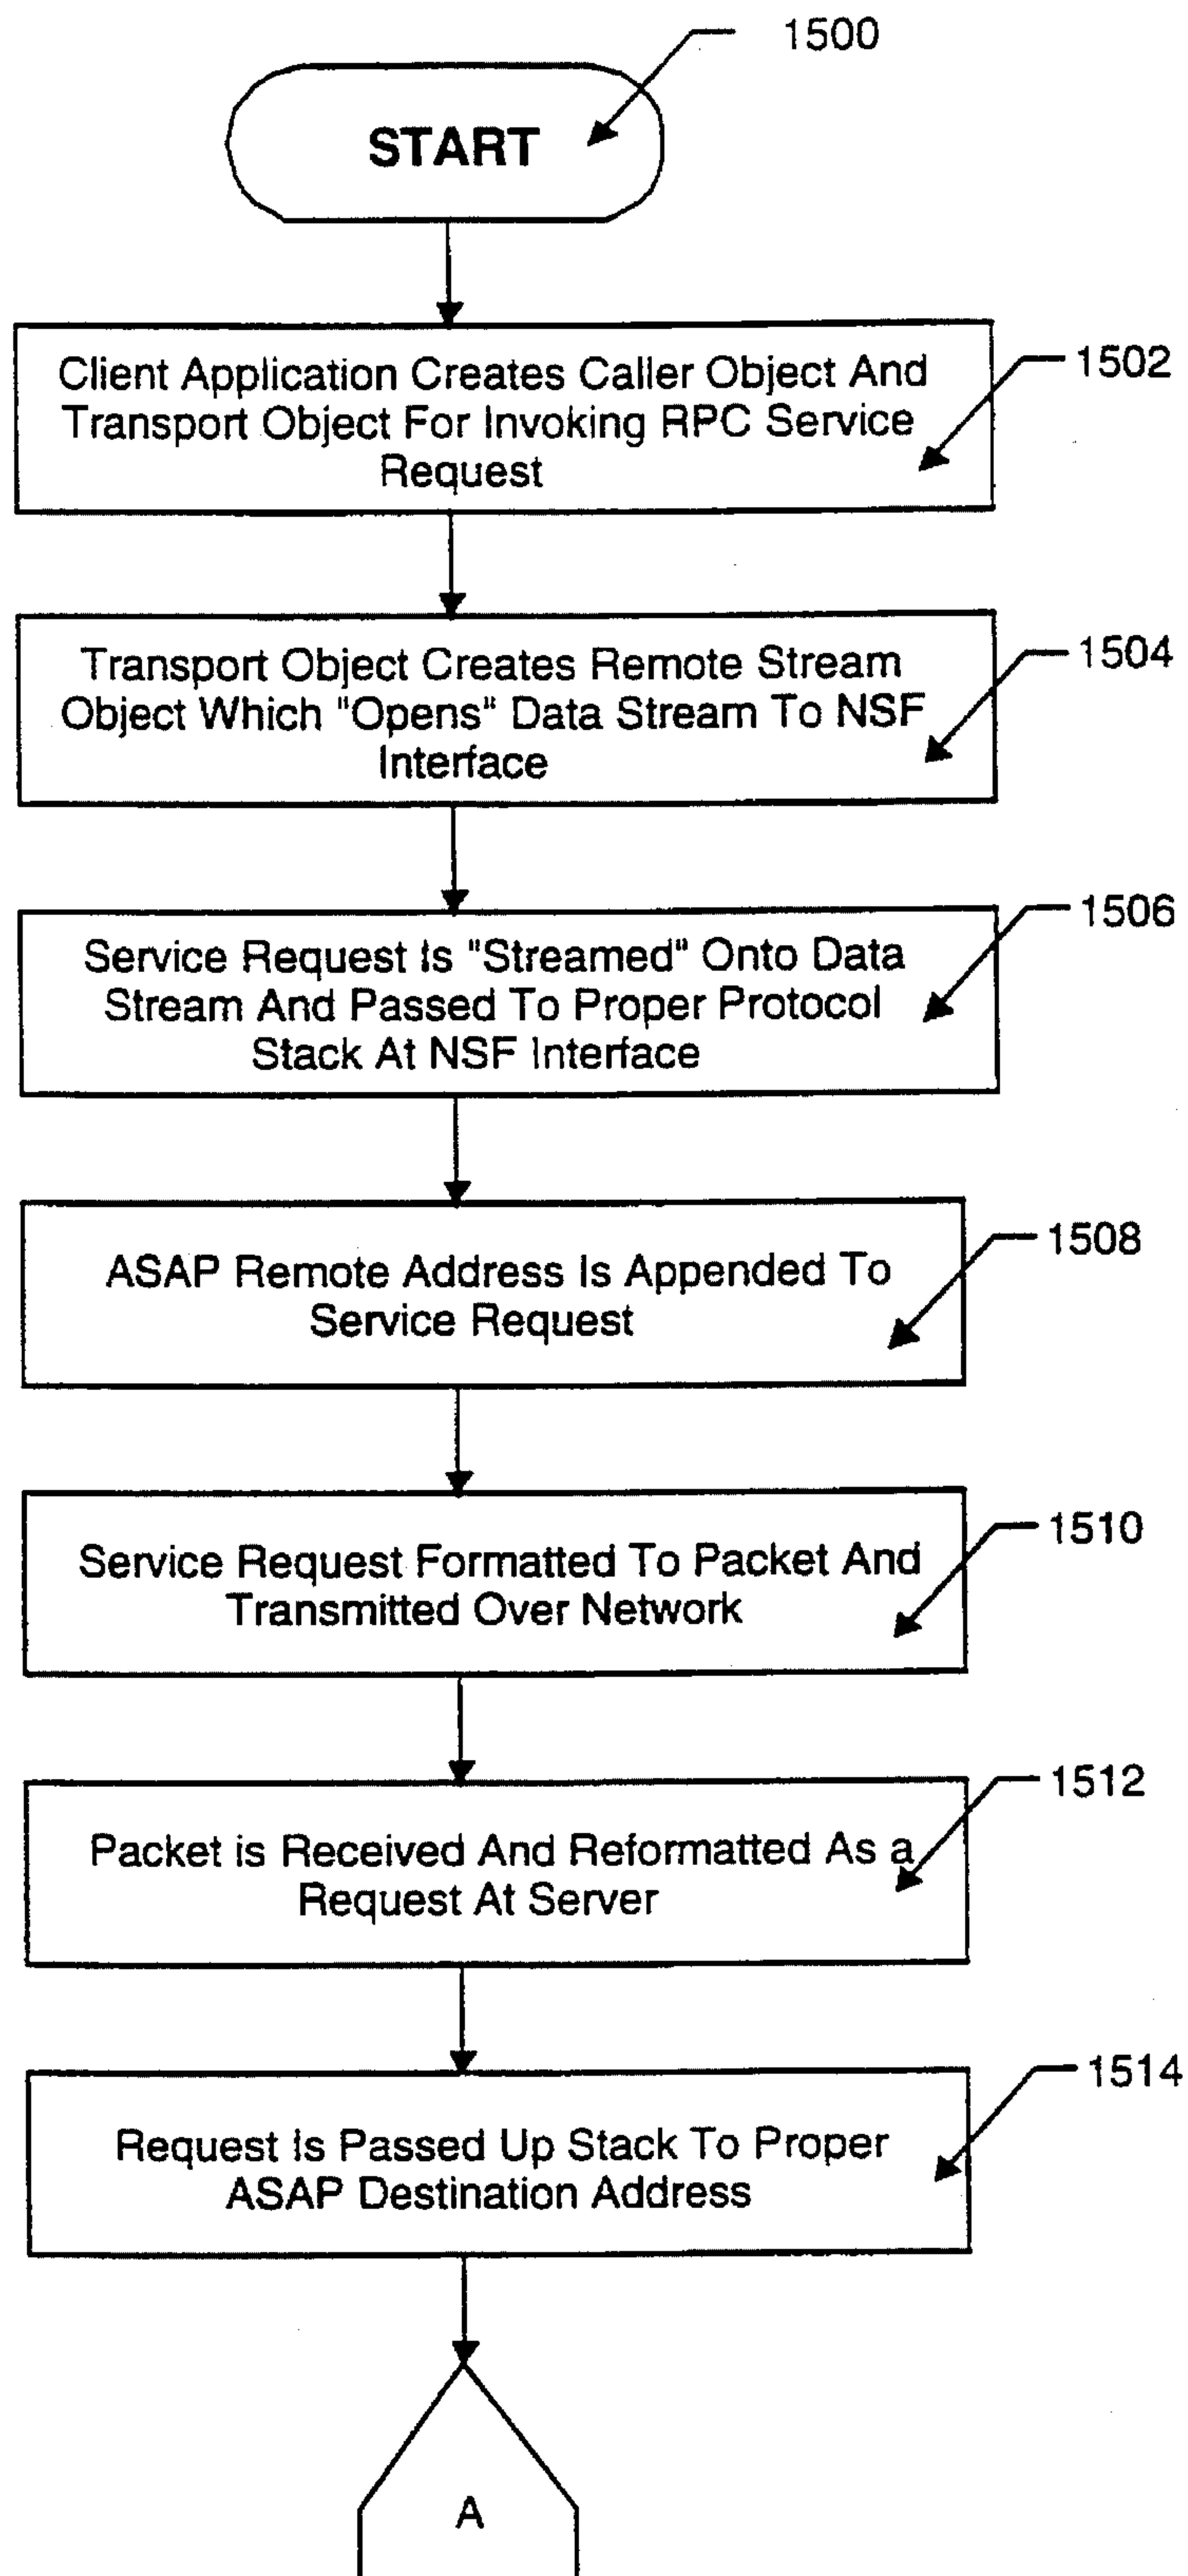 1500
START
Client Application Creates Caller Object And
Transport Object For Invoking RPC Service
Request
1502
Transport Object Creates Remote Stream
Object Which "Opens" Data Stream To NSF
Interface
1504
Service Request Is "Streamed" Onto Data
Stream And Passed To Proper Protocol
Stack At NSF Interface
1506
ASAP Remote Address Is Appended To
Service Request
1508
Service Request Formatted To Packet And
Transmitted Over Network
1510
Packet is Received And Reformatted As a
Request At Server
1512
Request Is Passed Up Stack To Proper
ASAP Destination Address
1514
A